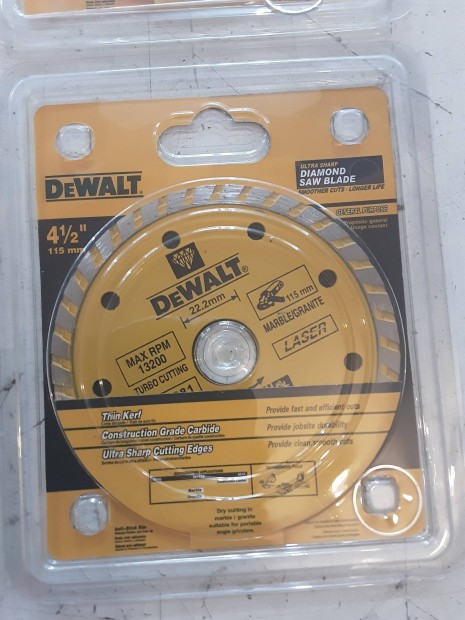 DEWALT®
4½"
115 mm
ULTRA SHARP
DIAMOND
SAW BLADE
SMOOTHER CUTS · LONGER LIFE
GENERAL PURPOSE
DEWALT®
22.2mm
115 mm
MARBLE/GRANITE
LASER
MAX RPM
13200
TURBO CUTTING
Thin Kerf
Construction Grade Carbide
Ultra Sharp Cutting Edges
Provide fast and efficient cuts
Provide jobsite durability
Provide clean, smooth cuts
Dry cutting in
marble / granite
suitable for portable
angle grinders.